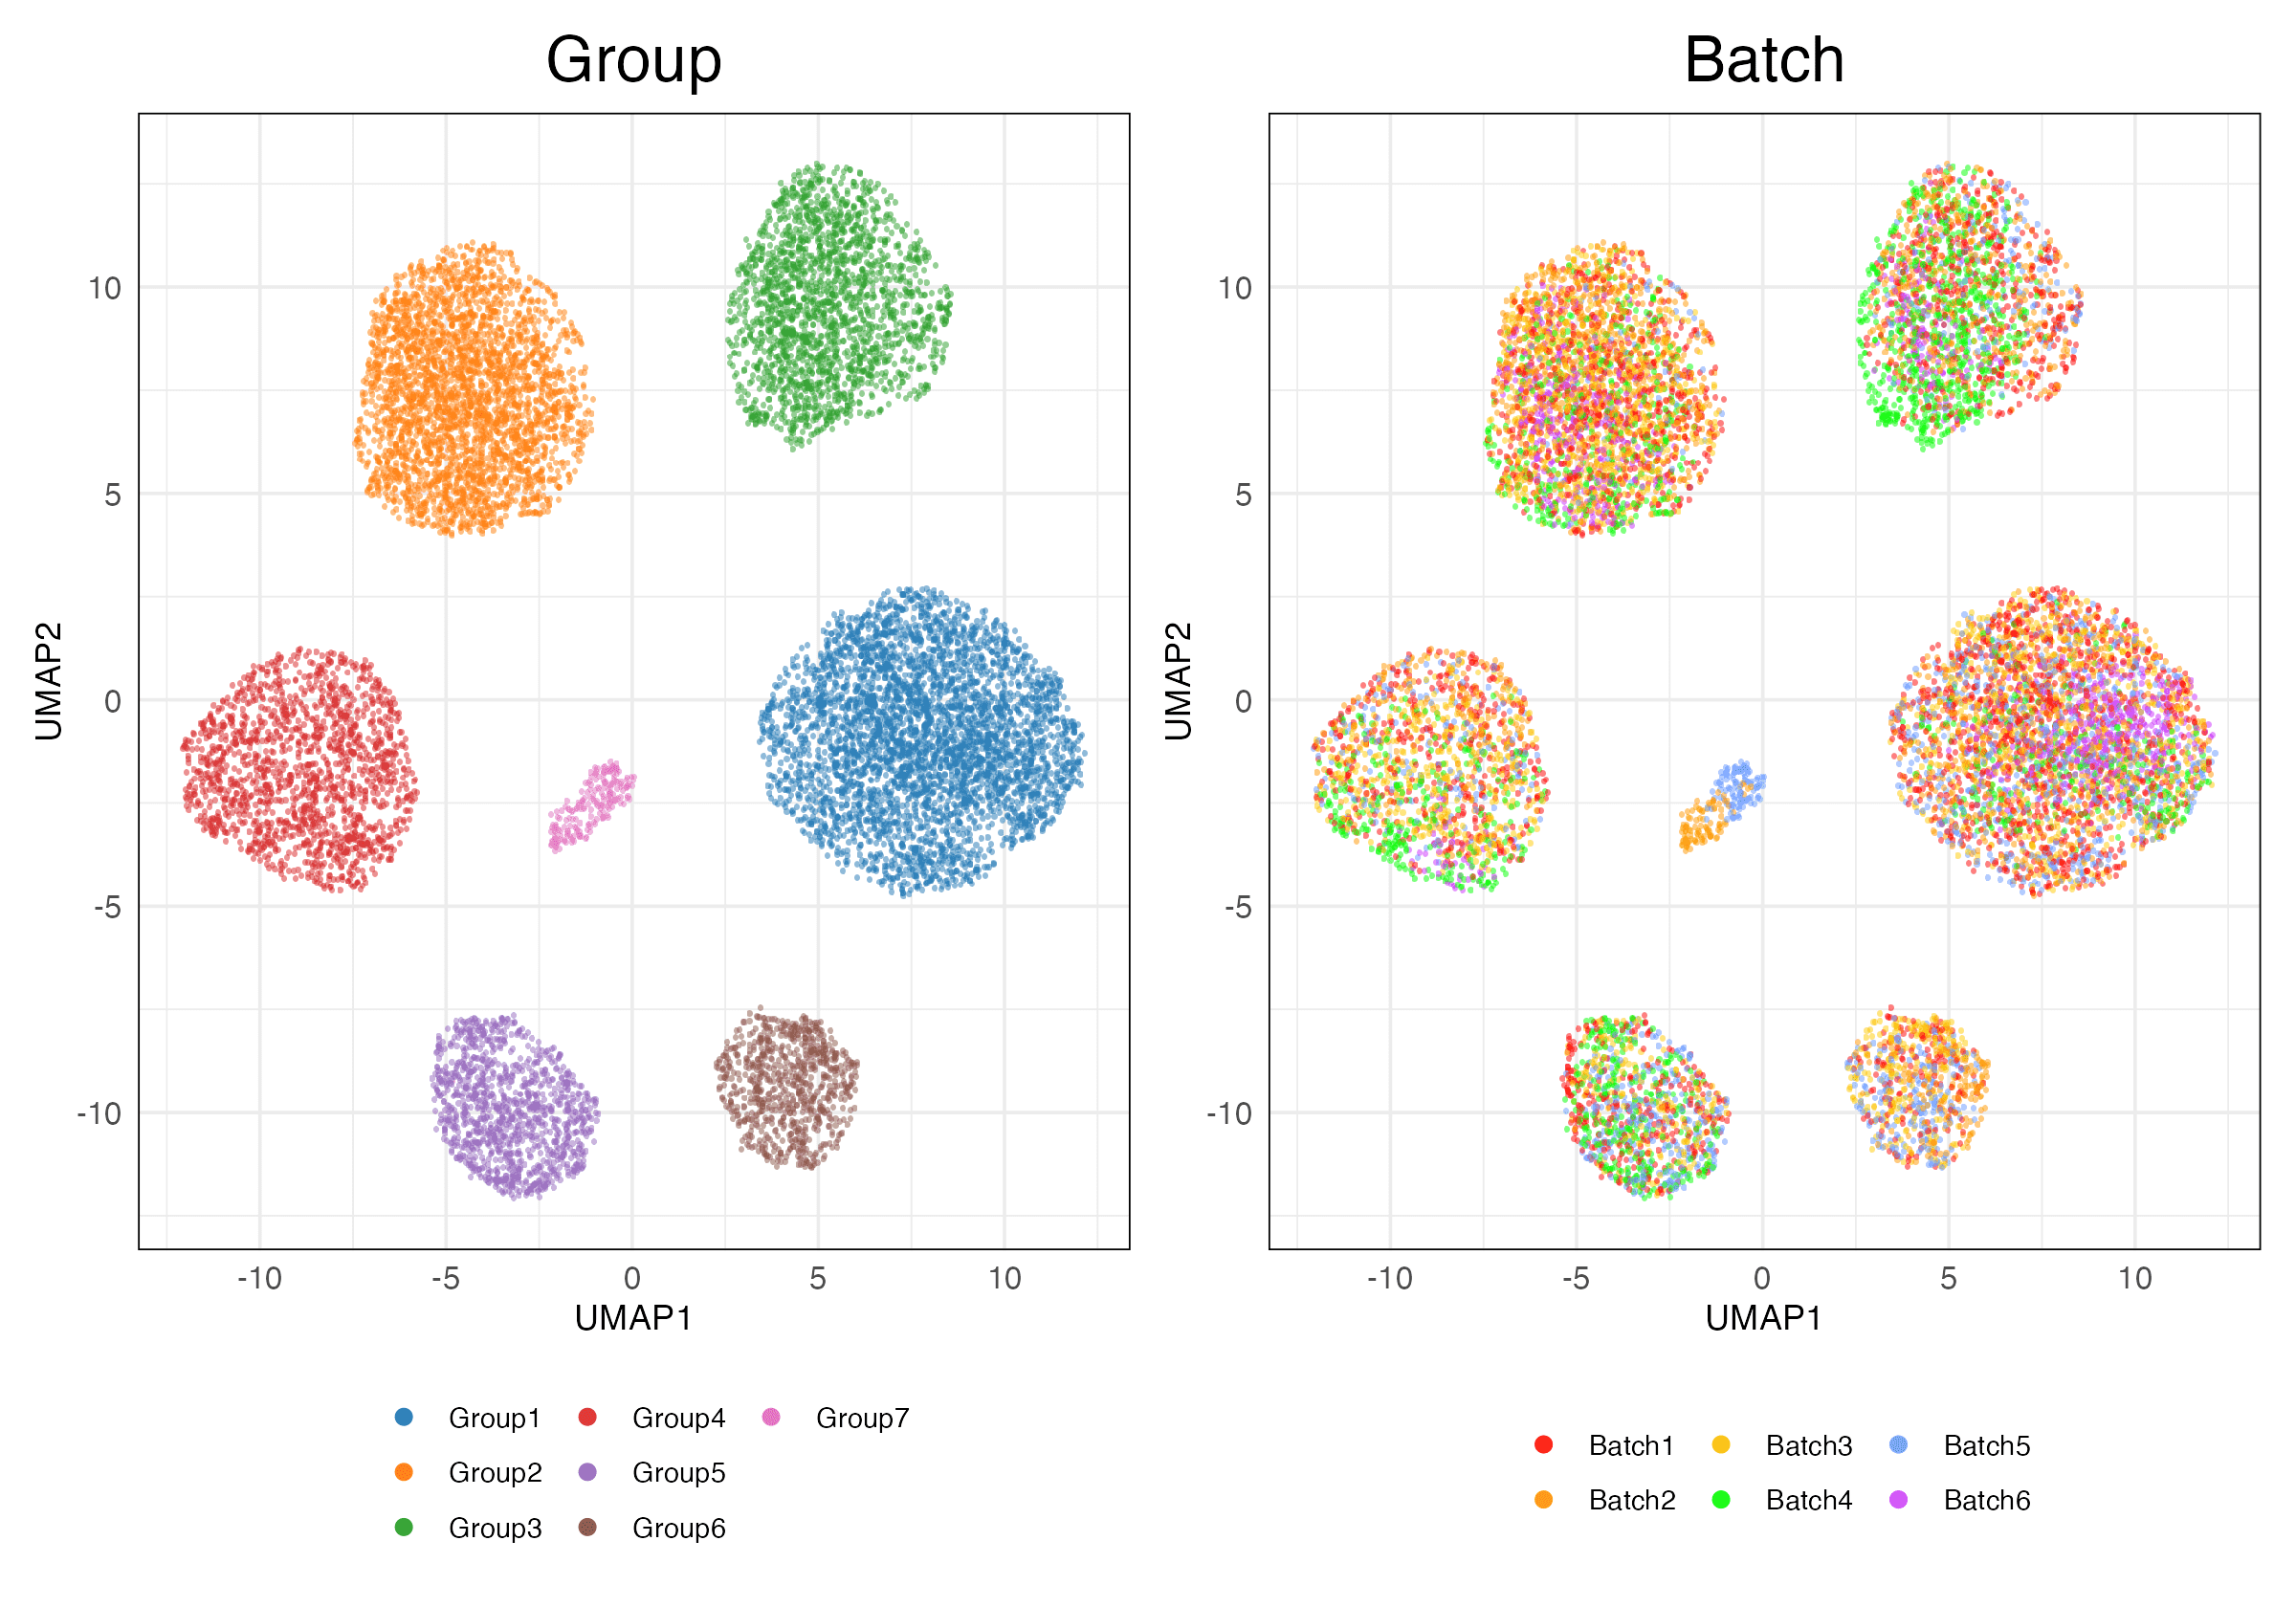 Group
Batch
10
5
0
-5
-10
UMAP2
-10 -5 0 5 10
UMAP1
10
5
0
-5
-10
UMAP2
-10 -5 0 5 10
UMAP1
Group1 Group4 Group7
Group2 Group5
Group3 Group6
Batch1 Batch3 Batch5
Batch2 Batch4 Batch6